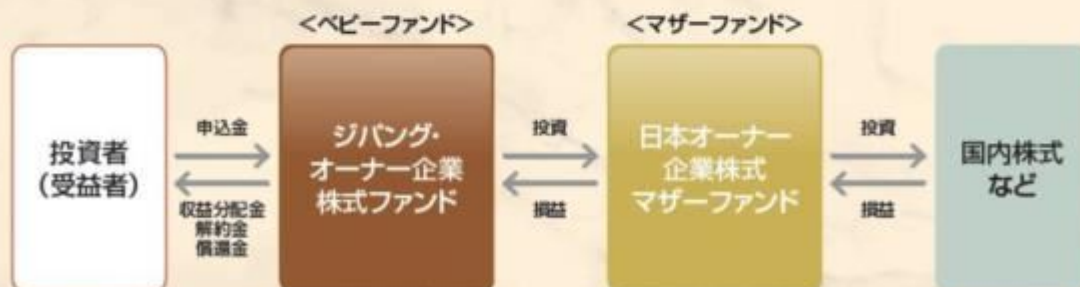 <ベビーファンド>
<マザーファンド>
投資者
(受益者)
申込金
収益分配金
解約金
償還金
ジパング・
オーナー企業
株式ファンド
投資
損益
日本オーナー
企業株式
マザーファンド
投資
損益
国内株式
など